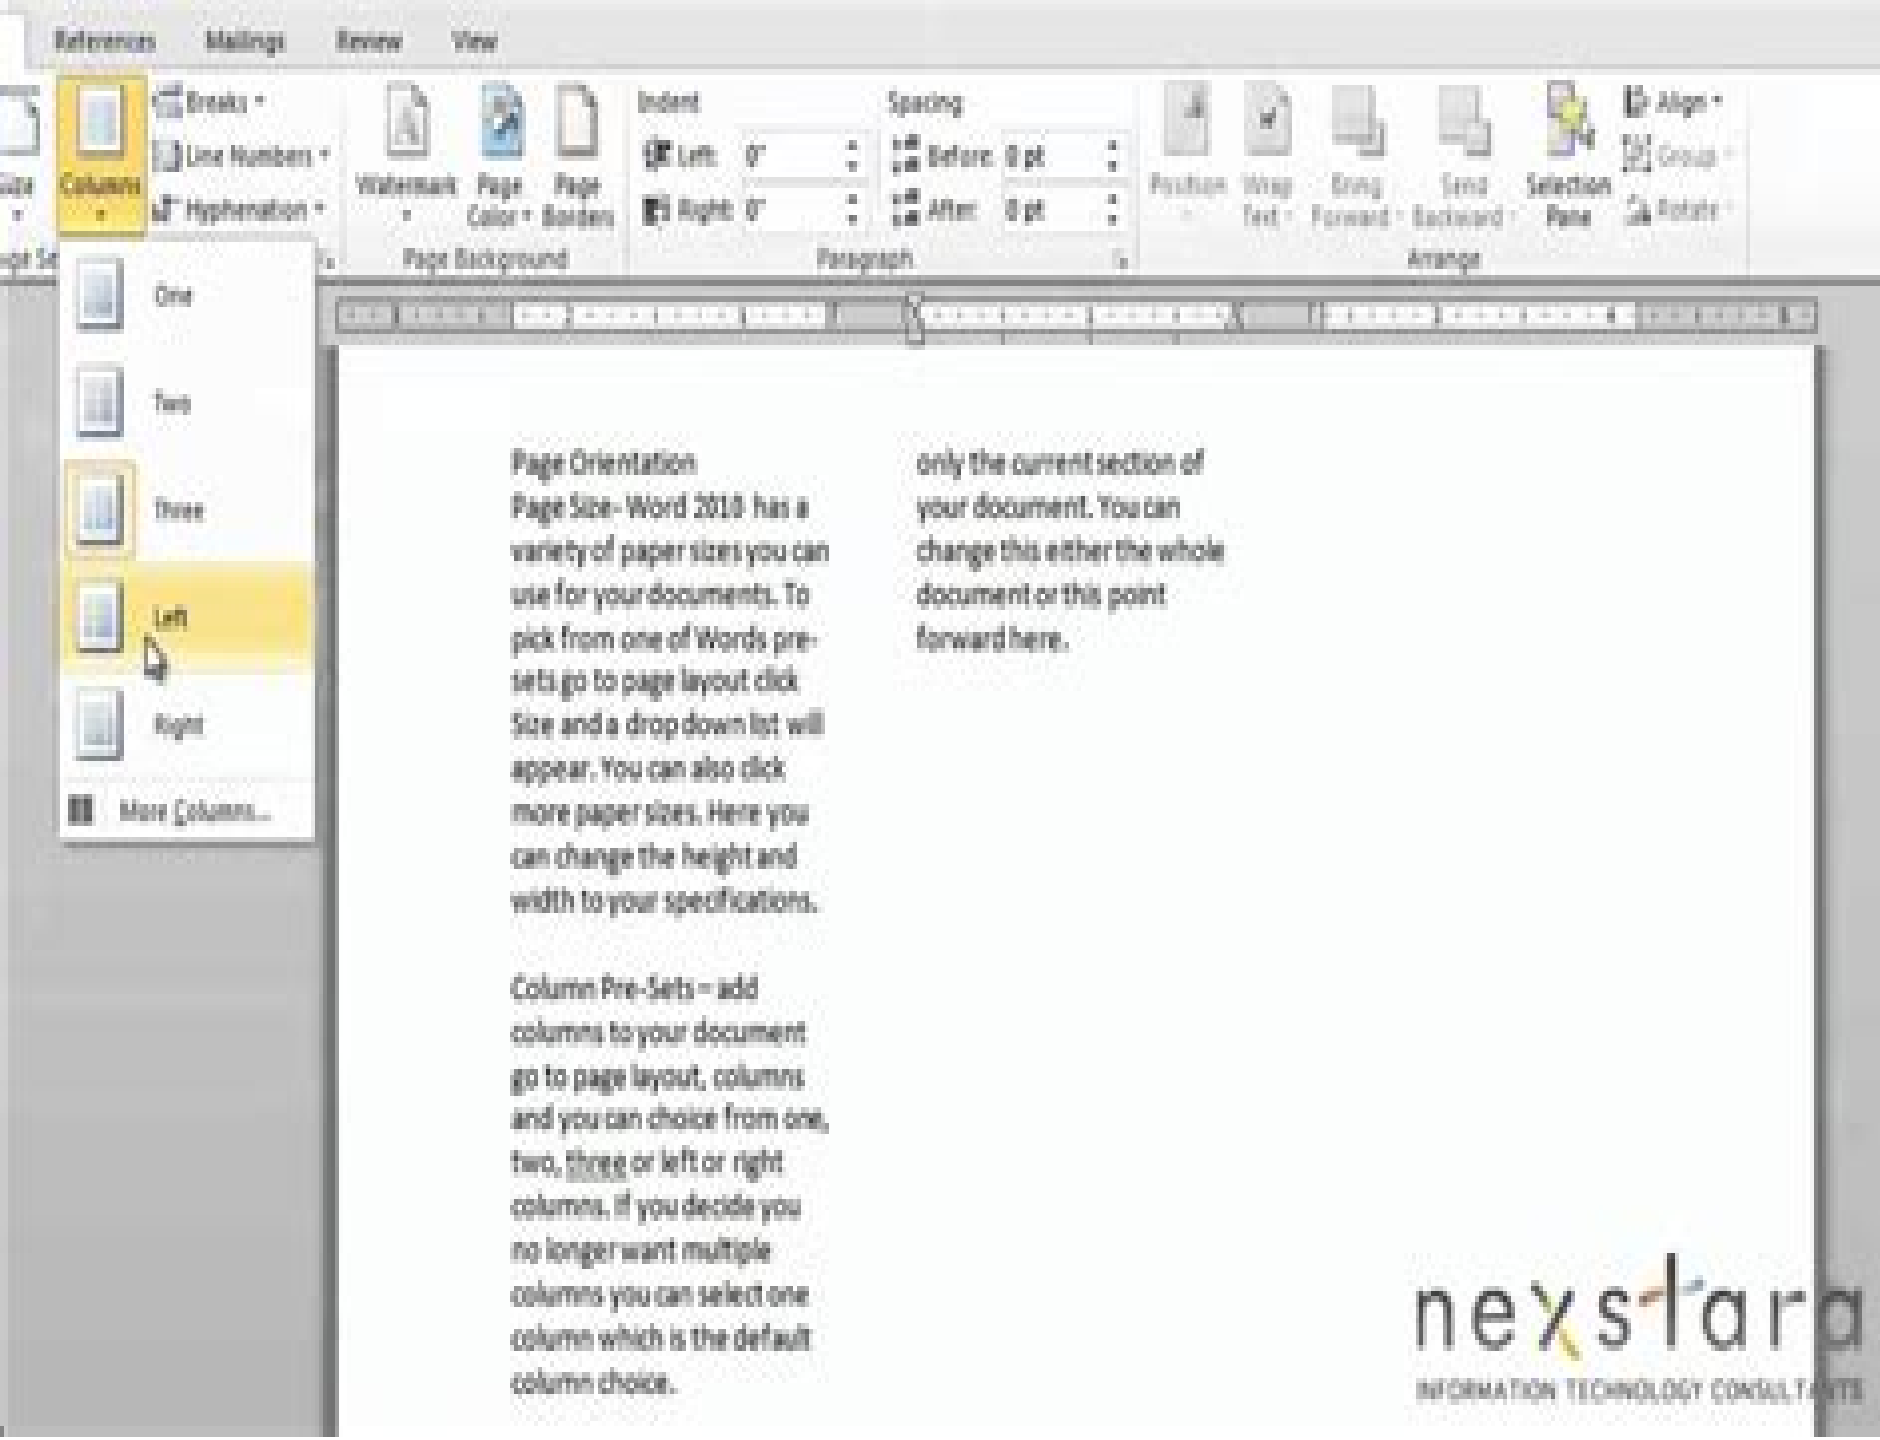 References Mailings Review View
Size Columns Breaks Line Numbers Hyphenation
Watermark Page Color Page Borders
Page Background
Indent
Left: 0"
Right: 0"
Spacing
Before: 0 pt
After: 0 pt
Paragraph
Position Wrap Text Bring Forward Send Backward Selection Pane Align Group Rotate
Arrange
One
Two
Three
Left
Right
More Columns...
Page Orientation
Page Size- Word 2010 has a
variety of paper sizes you can
use for your documents. To
pick from one of Words pre-
sets go to page layout click
Size and a drop down list will
appear. You can also click
more paper sizes. Here you
can change the height and
width to your specifications.
Column Pre-Sets – add
columns to your document
go to page layout, columns
and you can choice from one,
two, three or left or right
columns. If you decide you
no longer want multiple
columns you can select one
column which is the default
column choice.
only the current section of
your document. You can
change this either the whole
document or this point
forward here.
nexstara
INFORMATION TECHNOLOGY CONSULTANTS